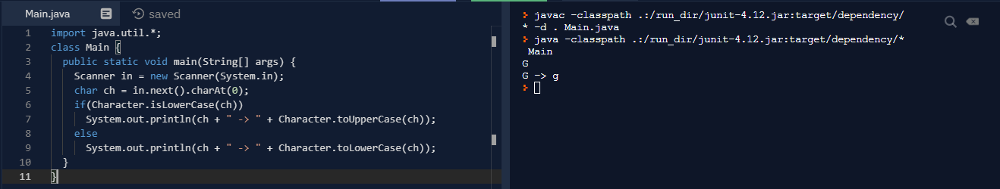 Main.java
saved
1 import java.util.*;
2 class Main {
3 public static void main(String[] args) {
4 Scanner in = new Scanner(System.in);
5 char ch = in.next().charAt(0);
6 if(Character.isLowerCase(ch))
7 System.out.println(ch + " -> " + Character.toUpperCase(ch));
8 else
9 System.out.println(ch + " -> " + Character.toLowerCase(ch));
10 }
11 }
> javac -classpath .:/run_dir/junit-4.12.jar:target/dependency/
* -d . Main.java
> java -classpath .:/run_dir/junit-4.12.jar:target/dependency/*
Main
G
G -> g
>